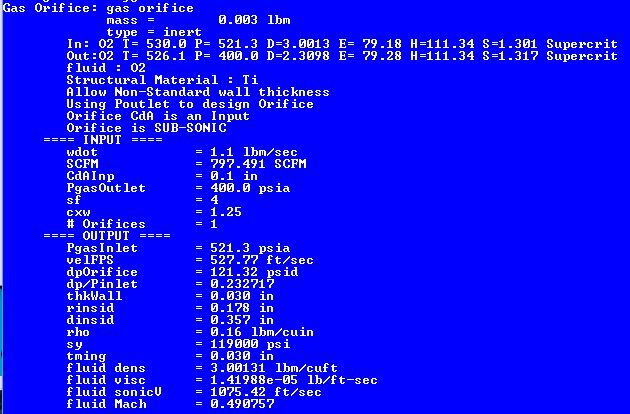 Gas Orifice: gas orifice
mass = 0.003 lbm
type = inert
In: O2 T= 530.0 P= 521.3 D=3.0013 E= 79.18 H=111.34 S=1.301 Supercrit
Out:O2 T= 526.1 P= 400.0 D=2.3098 E= 79.28 H=111.34 S=1.317 Supercrit
fluid : O2
Structural Material : Ti
Allow Non-Standard wall thickness
Using Poutlet to design Orifice
Orifice CdA is an Input
Orifice is SUB-SONIC
==== INPUT ====
wdot = 1.1 lbm/sec
SCFM = 797.491 SCFM
CdAInp = 0.1 in
PgasOutlet = 400.0 psia
sf = 4
cxw = 1.25
# Orifices = 1
==== OUTPUT ====
PgasInlet = 521.3 psia
velFPS = 527.77 ft/sec
dpOrifice = 121.32 psid
dp/Pinlet = 0.232717
thkWall = 0.030 in
rinsid = 0.178 in
dinsid = 0.357 in
rho = 0.16 lbm/cuin
sy = 119000 psi
tming = 0.030 in
fluid dens = 3.00131 lbm/cuft
fluid visc = 1.41988e-05 lb/ft-sec
fluid sonicV = 1075.42 ft/sec
fluid Mach = 0.490757